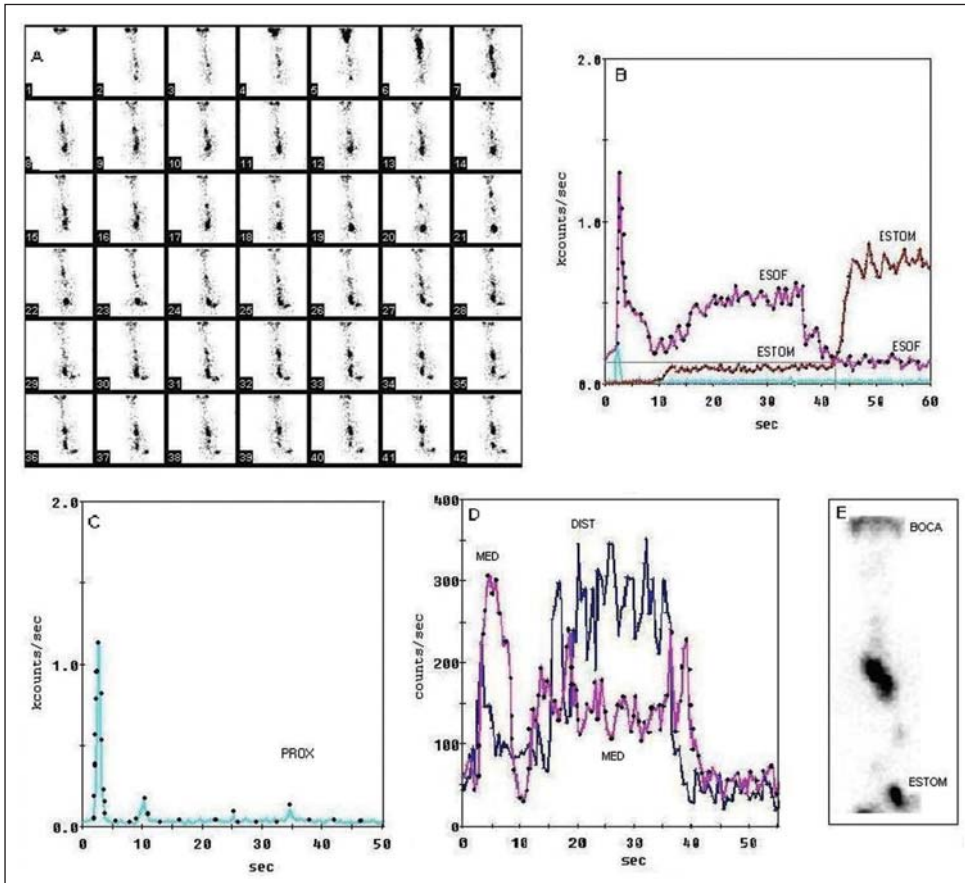 A
1 2 3 4 5 6 7
8 9 10 11 12 13 14
15 16 17 18 19 20 21
22 23 24 25 26 27 28
29 30 31 32 33 34 35
36 37 38 39 40 41 42
B
2.0
1.0
0.0
kcounts/sec
ESTOM
ESOF
ESTOM
ESOF
0 10 20 30 40 50 60
sec
C
2.0
1.0
0.0
kcounts/sec
PROX
0 10 20 30 40 50
sec
D
400
300
200
100
0
counts/sec
DIST
MED
MED
0 10 20 30 40 50
sec
E
BOCA
ESTOM